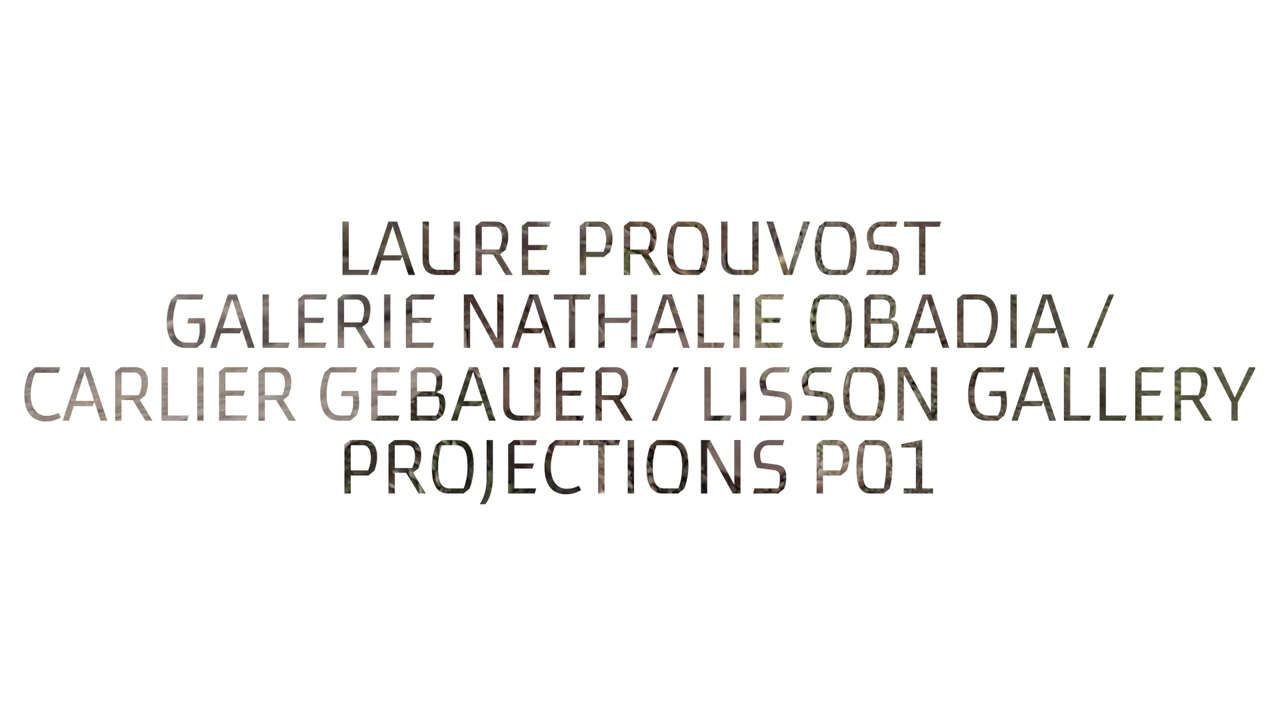 LAURE PROUVOST
GALERIE NATHALIE OBADIA /
CARLIER GEBAUER / LISSON GALLERY
PROJECTIONS P01